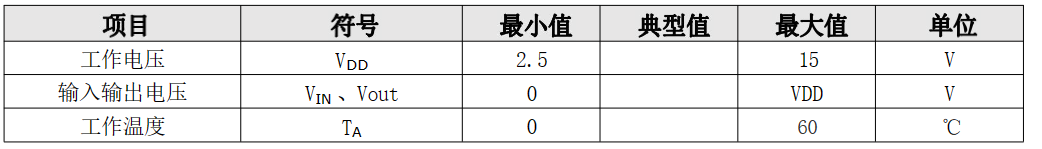 项目 符号 最小值 典型值 最大值 单位
工作电压 VDD 2.5 15 V
输入输出电压 VIN、Vout 0 VDD V
工作温度 TA 0 60 ℃